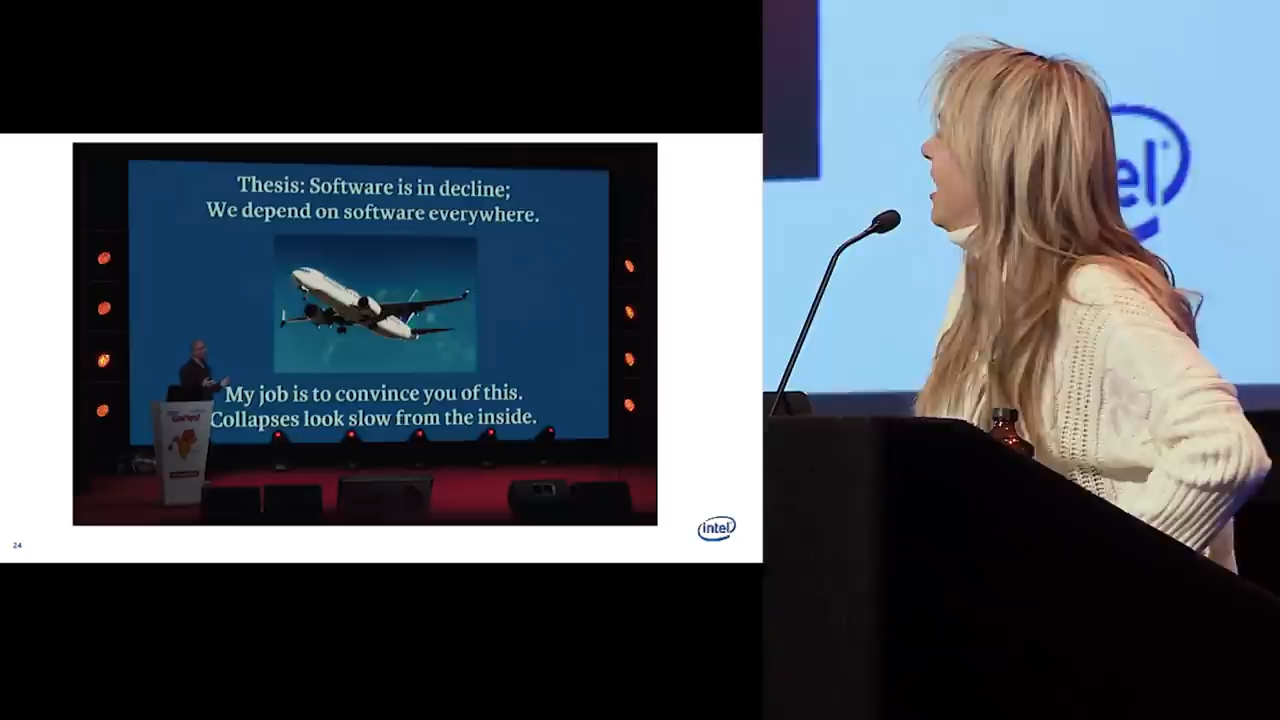 Thesis: Software is in decline;
We depend on software everywhere.
My job is to convince you of this.
Collapses look slow from the inside.
intel
24
intel